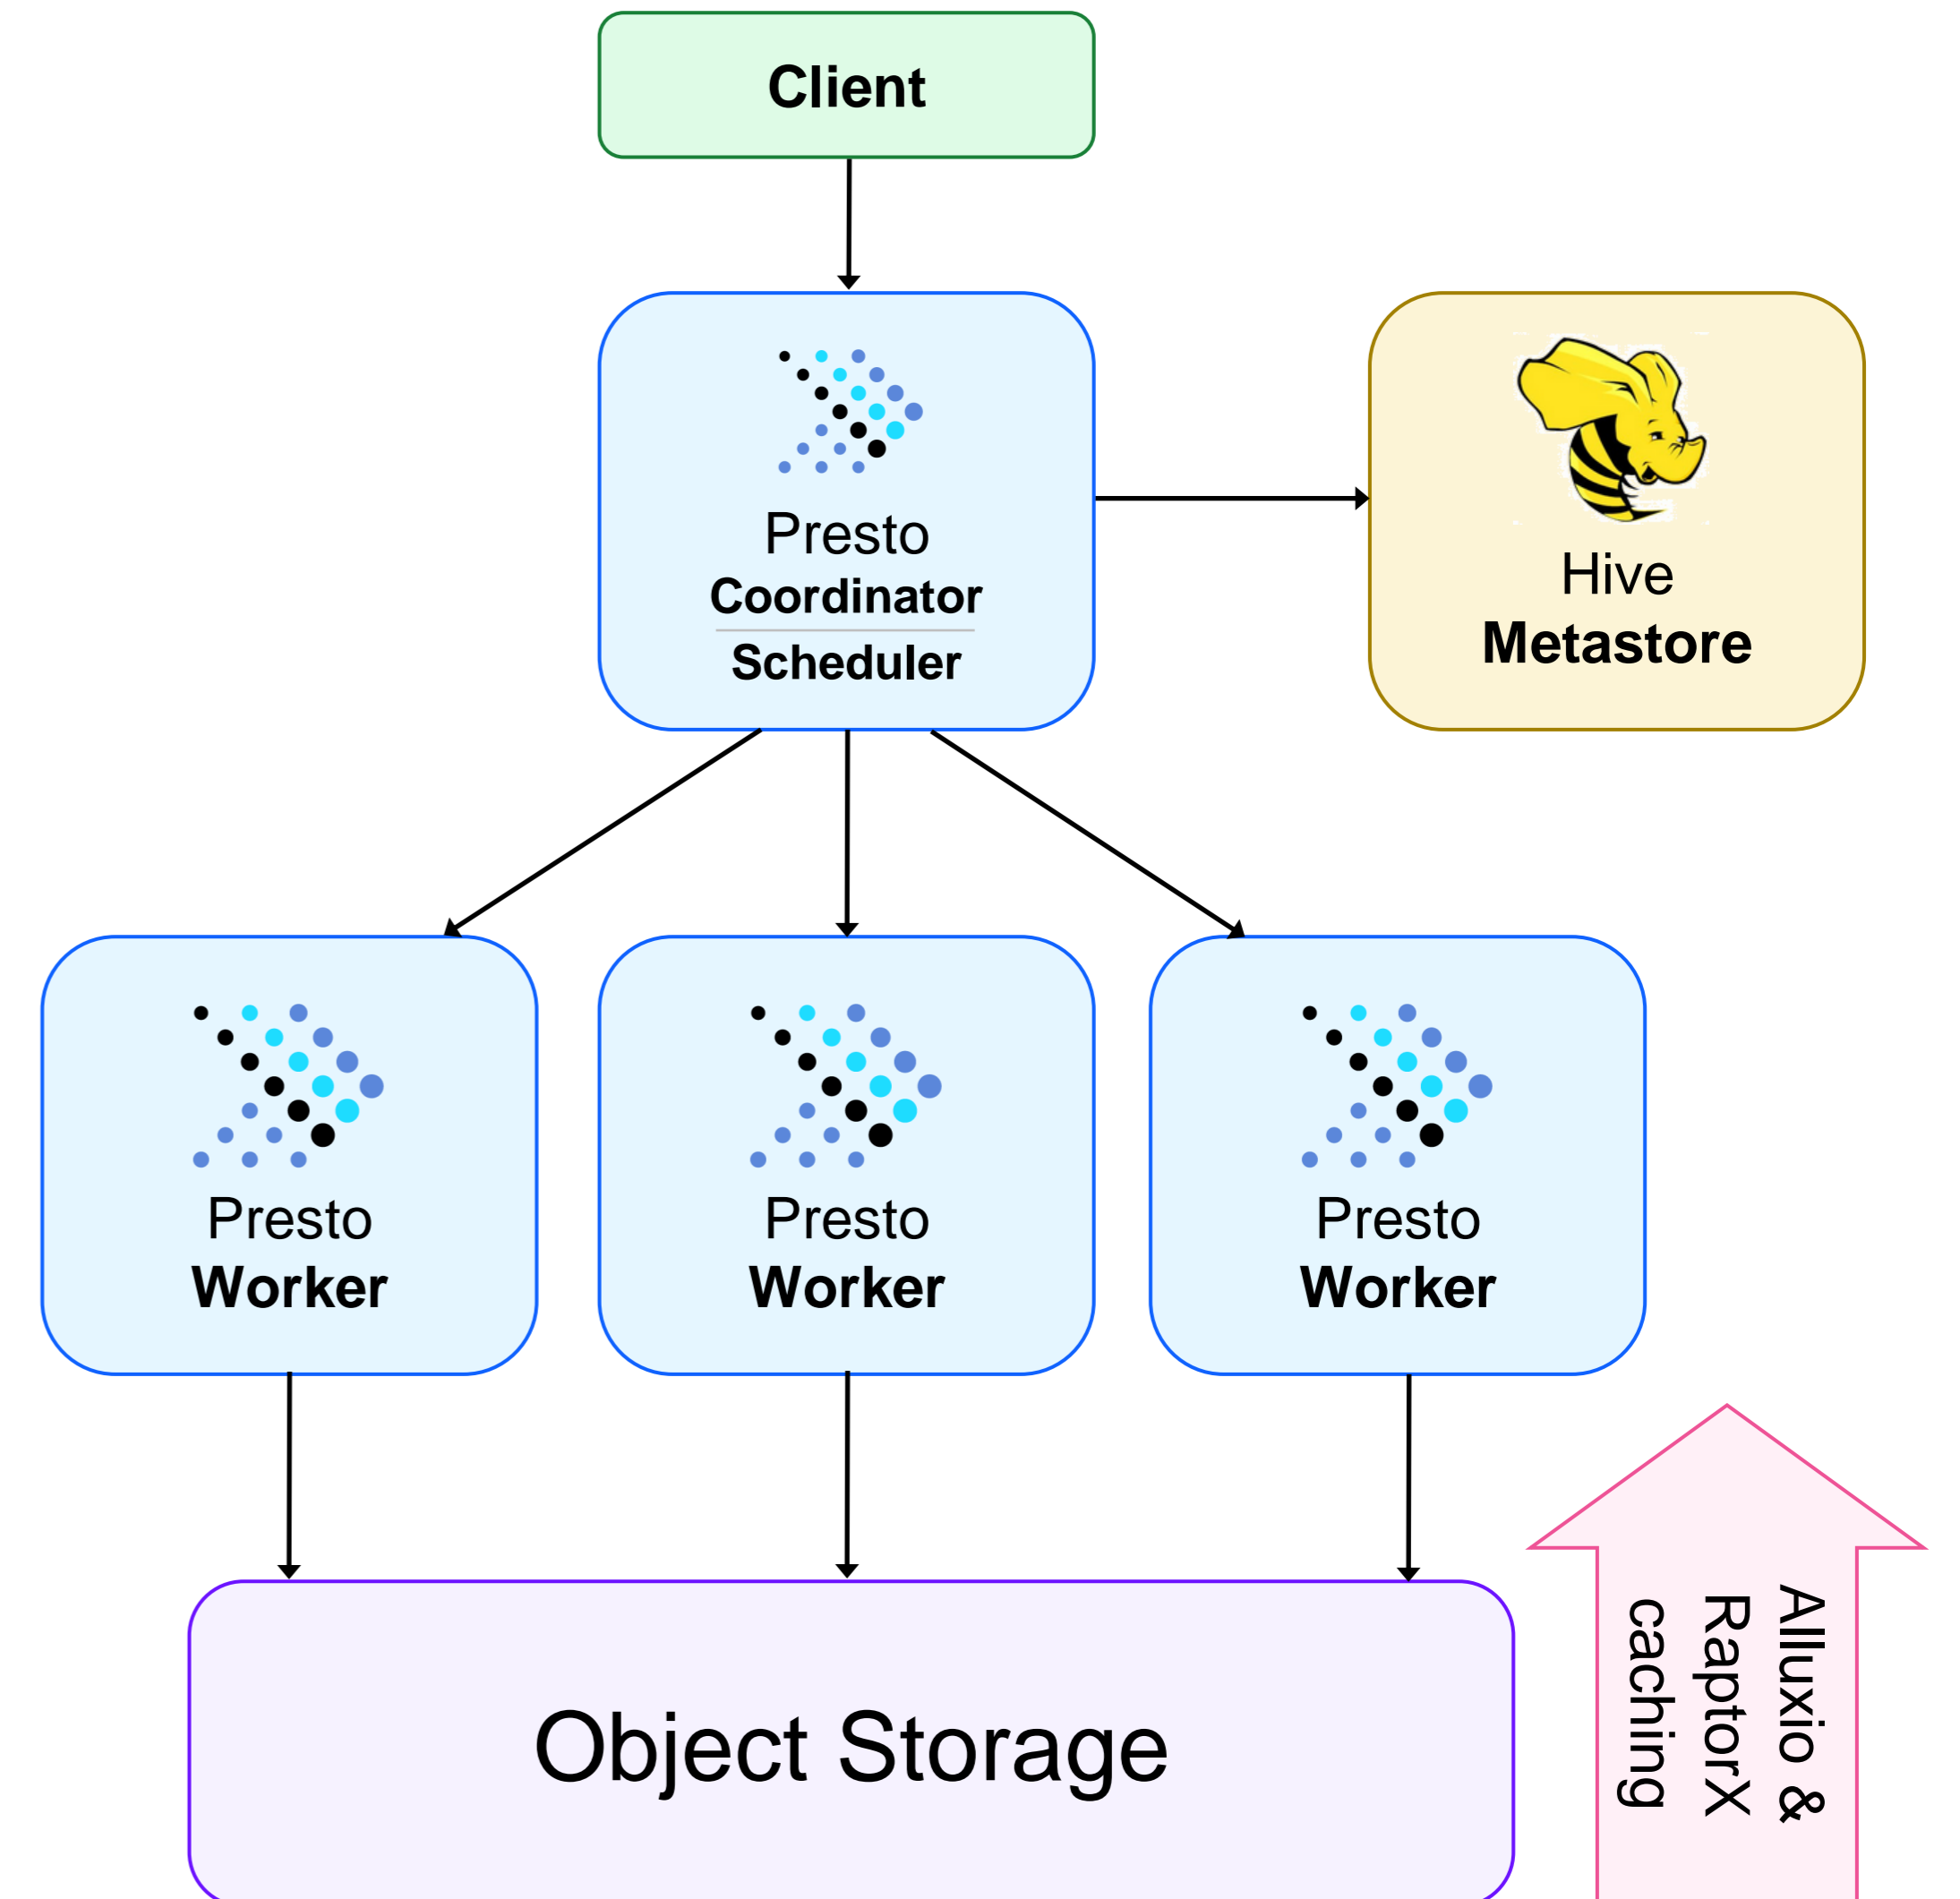 Client
Presto
Coordinator
Scheduler
Hive
Metastore
Presto
Worker
Presto
Worker
Presto
Worker
Object Storage
Alluxio &
RaptorX
caching